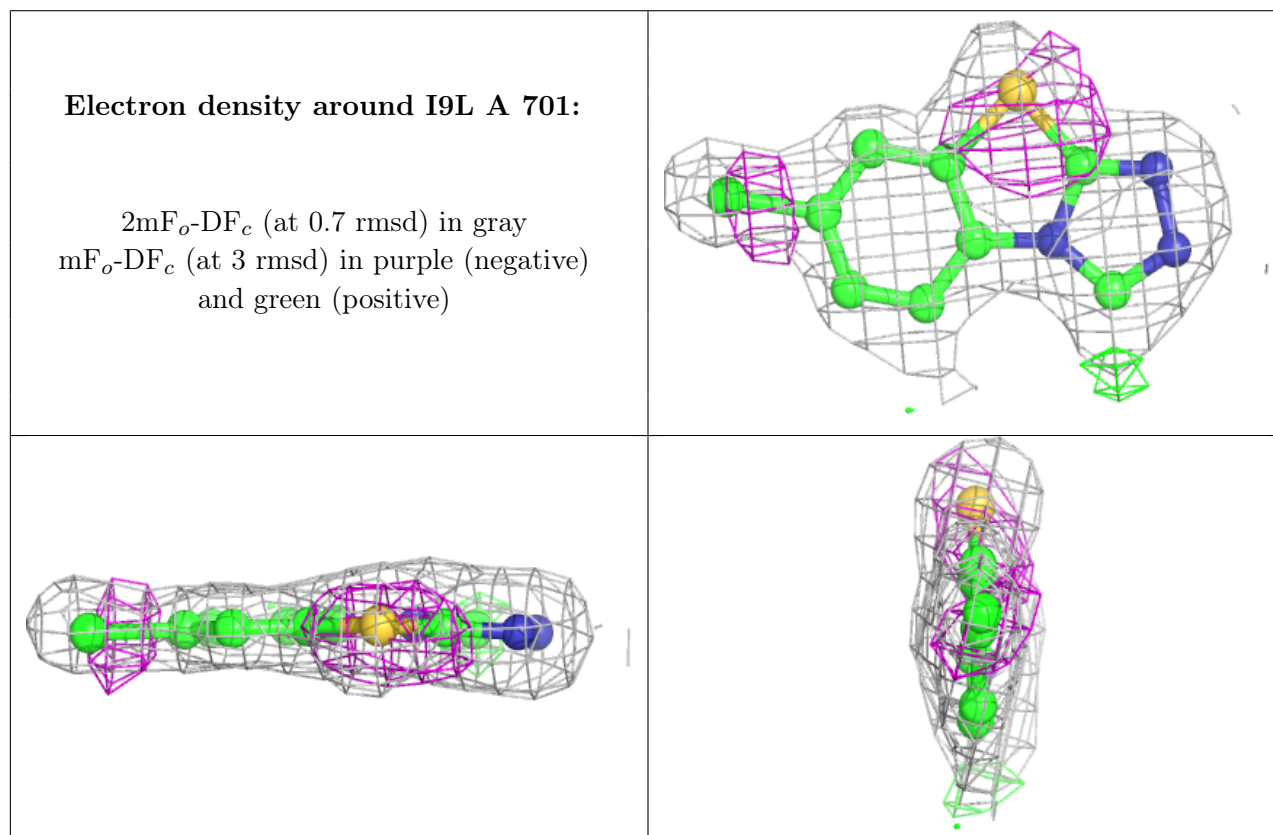 Electron density around I9L A 701:
2mFₒ-DF𝒸 (at 0.7 rmsd) in gray
mFₒ-DF𝒸 (at 3 rmsd) in purple (negative)
and green (positive)